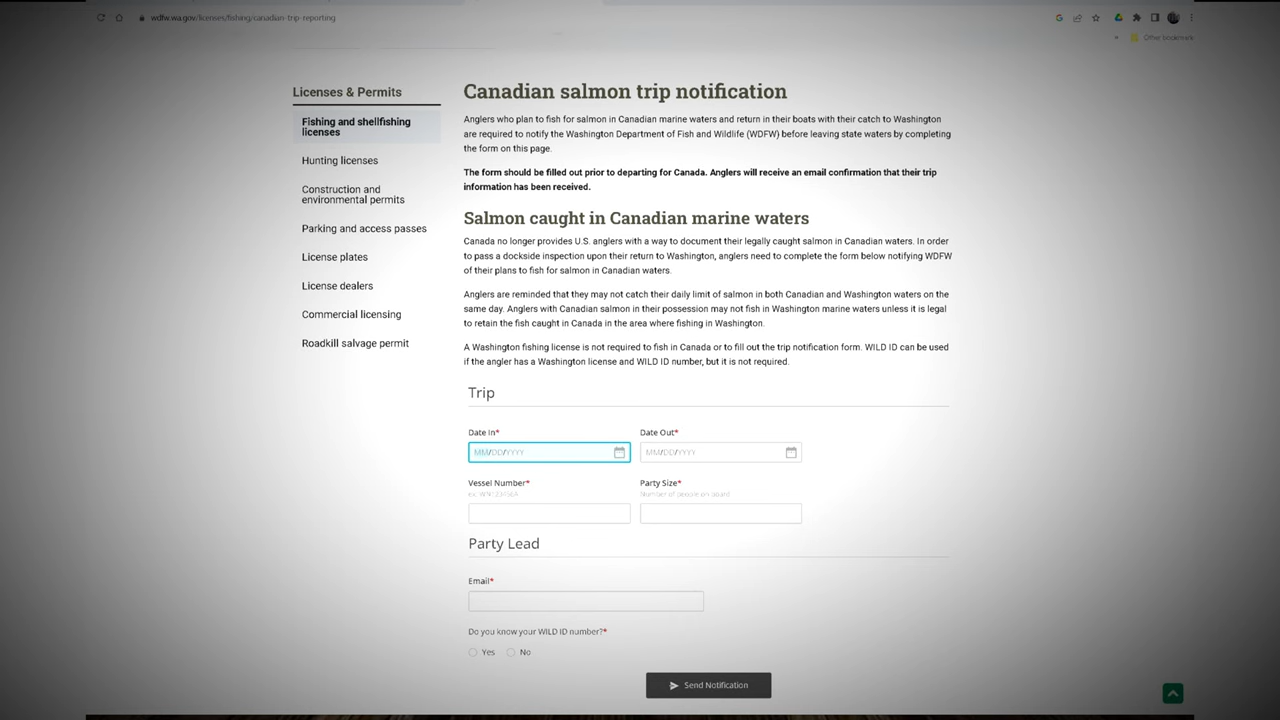 wdfw.wa.gov/licenses/fishing/canadian-trip-reporting
Other bookmarks
Licenses & Permits
Fishing and shellfishing
licenses
Hunting licenses
Construction and
environmental permits
Parking and access passes
License plates
License dealers
Commercial licensing
Roadkill salvage permit
Canadian salmon trip notification
Anglers who plan to fish for salmon in Canadian marine waters and return in their boats with their catch to Washington
are required to notify the Washington Department of Fish and Wildlife (WDFW) before leaving state waters by completing
the form on this page.
The form should be filled out prior to departing for Canada. Anglers will receive an email confirmation that their trip
information has been received.
Salmon caught in Canadian marine waters
Canada no longer provides U.S. anglers with a way to document their legally caught salmon in Canadian waters. In order
to pass a dockside inspection upon their return to Washington, anglers need to complete the form below notifying WDFW
of their plans to fish for salmon in Canadian waters.
Anglers are reminded that they may not catch their daily limit of salmon in both Canadian and Washington waters on the
same day. Anglers with Canadian salmon in their possession may not fish in Washington marine waters unless it is legal
to retain the fish caught in Canada in the area where fishing in Washington.
A Washington fishing license is not required to fish in Canada or to fill out the trip notification form. WILD ID can be used
if the angler has a Washington license and WILD ID number, but it is not required.
Trip
Date In* Date Out*
MM/DD/YYYY MM/DD/YYYY
Vessel Number* Party Size*
ex. WN1234SA Number of people on board
Party Lead
Email*
Do you know your WILD ID number?*
Yes No
Send Notification